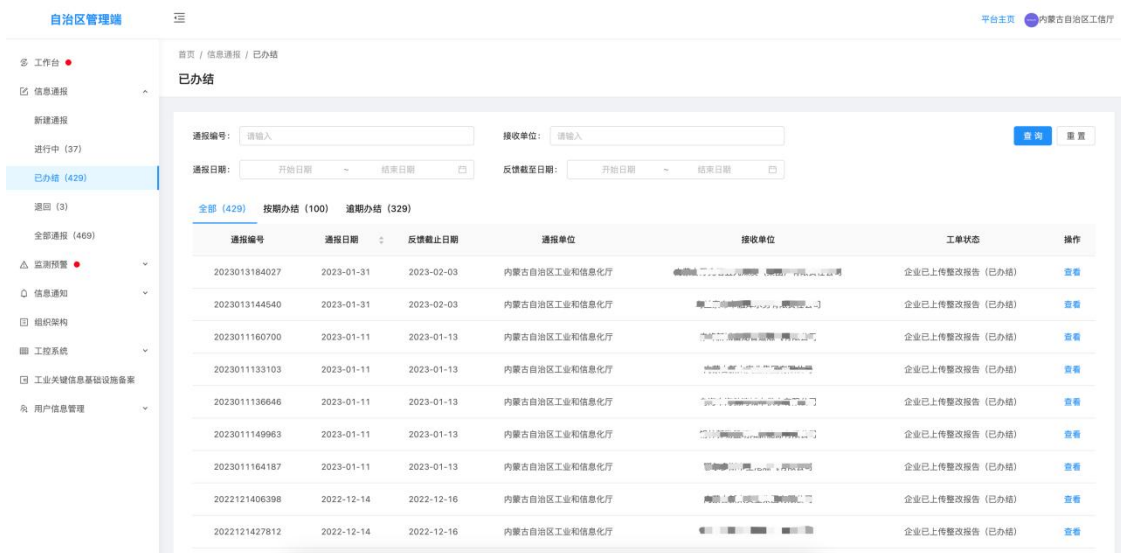 自治区管理端
平台主页 内蒙古自治区工信厅
首页 / 信息通报 / 已办结
已办结
工作台
信息通报
新建通报
进行中 (37)
已办结 (429)
退回 (3)
全部通报 (469)
监测预警
信息通知
组织架构
工控系统
工业关键信息基础设施备案
用户信息管理
通报编号: 请输入 接收单位: 请输入 查询 重置
通报日期: 开始日期 ~ 结束日期 反馈截至日期: 开始日期 ~ 结束日期
全部 (429) 按期办结 (100) 逾期办结 (329)
通报编号 通报日期 反馈截止日期 通报单位 接收单位 工单状态 操作
2023013184027 2023-01-31 2023-02-03 内蒙古自治区工业和信息化厅 企业已上传整改报告 (已办结) 查看
2023013144540 2023-01-31 2023-02-03 内蒙古自治区工业和信息化厅 企业已上传整改报告 (已办结) 查看
2023011160700 2023-01-11 2023-01-13 内蒙古自治区工业和信息化厅 企业已上传整改报告 (已办结) 查看
2023011133103 2023-01-11 2023-01-13 内蒙古自治区工业和信息化厅 企业已上传整改报告 (已办结) 查看
2023011136646 2023-01-11 2023-01-13 内蒙古自治区工业和信息化厅 企业已上传整改报告 (已办结) 查看
2023011149963 2023-01-11 2023-01-13 内蒙古自治区工业和信息化厅 企业已上传整改报告 (已办结) 查看
2023011164187 2023-01-11 2023-01-13 内蒙古自治区工业和信息化厅 企业已上传整改报告 (已办结) 查看
2022121406398 2022-12-14 2022-12-16 内蒙古自治区工业和信息化厅 企业已上传整改报告 (已办结) 查看
2022121427812 2022-12-14 2022-12-16 内蒙古自治区工业和信息化厅 企业已上传整改报告 (已办结) 查看